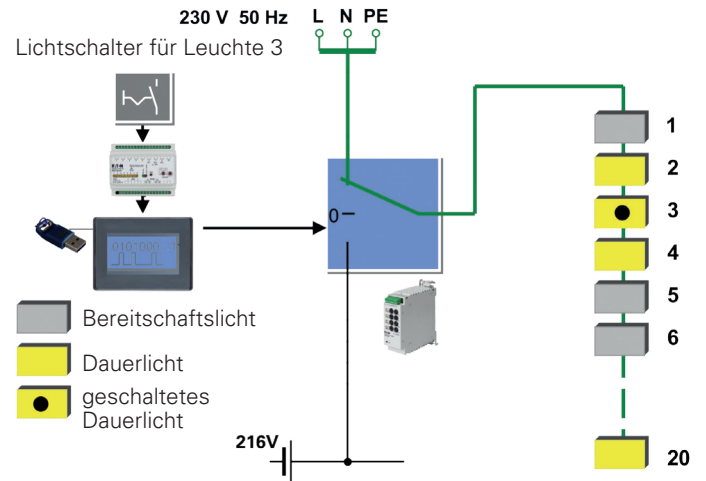 230 V 50 Hz L N PE
Lichtschalter für Leuchte 3
EATON
0
1
2
3
4
5
6
20
Bereitschaftslicht
Dauerlicht
geschaltetes
Dauerlicht
216V